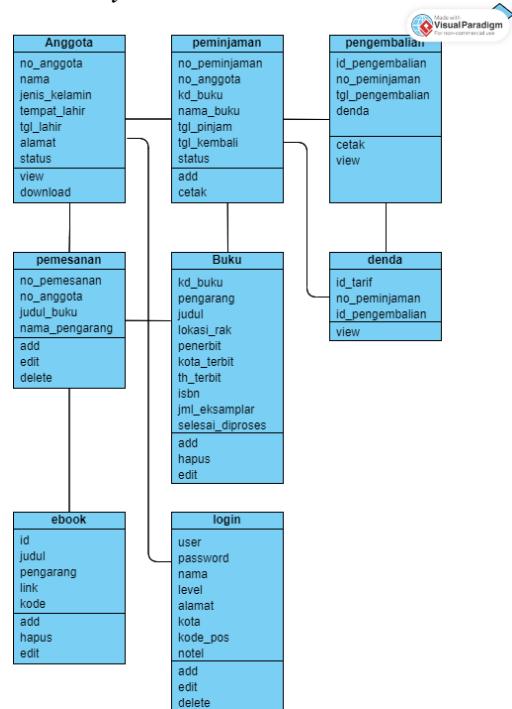 Made with
Visual Paradigm
For non-commercial use
Anggota
no_anggota
nama
jenis_kelamin
tempat_lahir
tgl_lahir
alamat
status
view
download
peminjaman
no_peminjaman
no_anggota
kd_buku
nama_buku
tgl_pinjam
tgl_kembali
status
add
cetak
pengembalian
id_pengembalian
no_peminjaman
tgl_pengembalian
denda
cetak
view
pemesanan
no_pemesanan
no_anggota
judul_buku
nama_pengarang
add
edit
delete
Buku
kd_buku
pengarang
judul
lokasi_rak
penerbit
kota_terbit
th_terbit
isbn
jml_eksamplar
selesai_diproses
add
hapus
edit
denda
id_tarif
no_peminjaman
id_pengembalian
view
ebook
id
judul
pengarang
link
kode
add
hapus
edit
login
user
password
nama
level
alamat
kota
kode_pos
notel
add
edit
delete